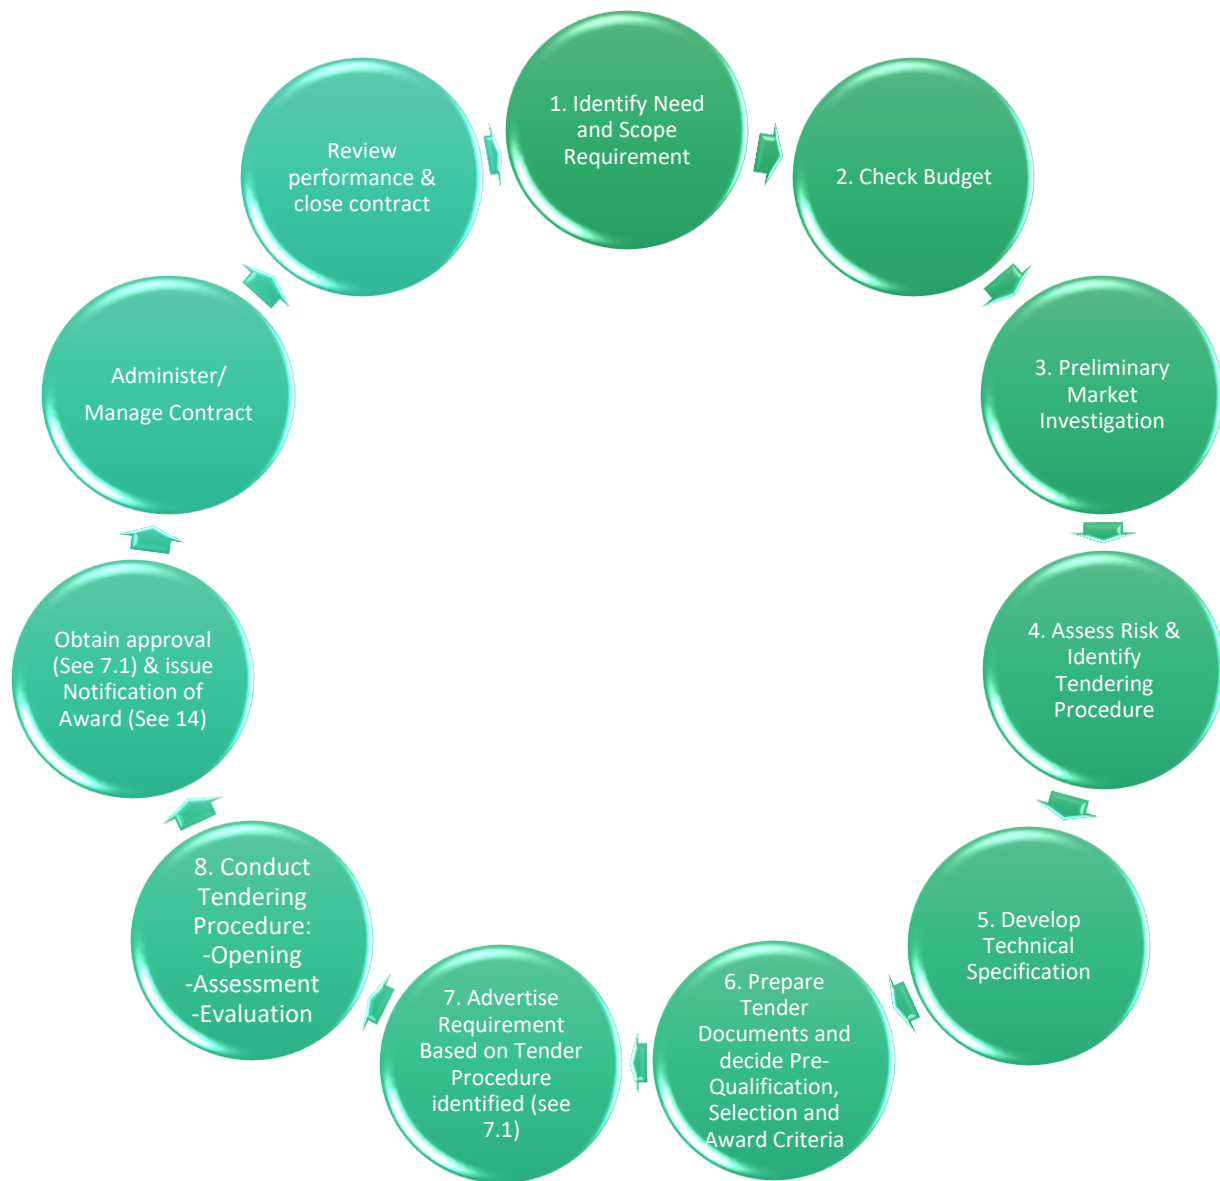 1. Identify Need
and Scope
Requirement
2. Check Budget
3. Preliminary
Market
Investigation
4. Assess Risk &
Identify
Tendering
Procedure
5. Develop
Technical
Specification
6. Prepare
Tender
Documents and
decide Pre-
Qualification,
Selection and
Award Criteria
7. Advertise
Requirement
Based on Tender
Procedure
identified (see
7.1)
8. Conduct
Tendering
Procedure:
-Opening
-Assessment
-Evaluation
Obtain approval
(See 7.1) & issue
Notification of
Award (See 14)
Administer/
Manage Contract
Review
performance &
close contract